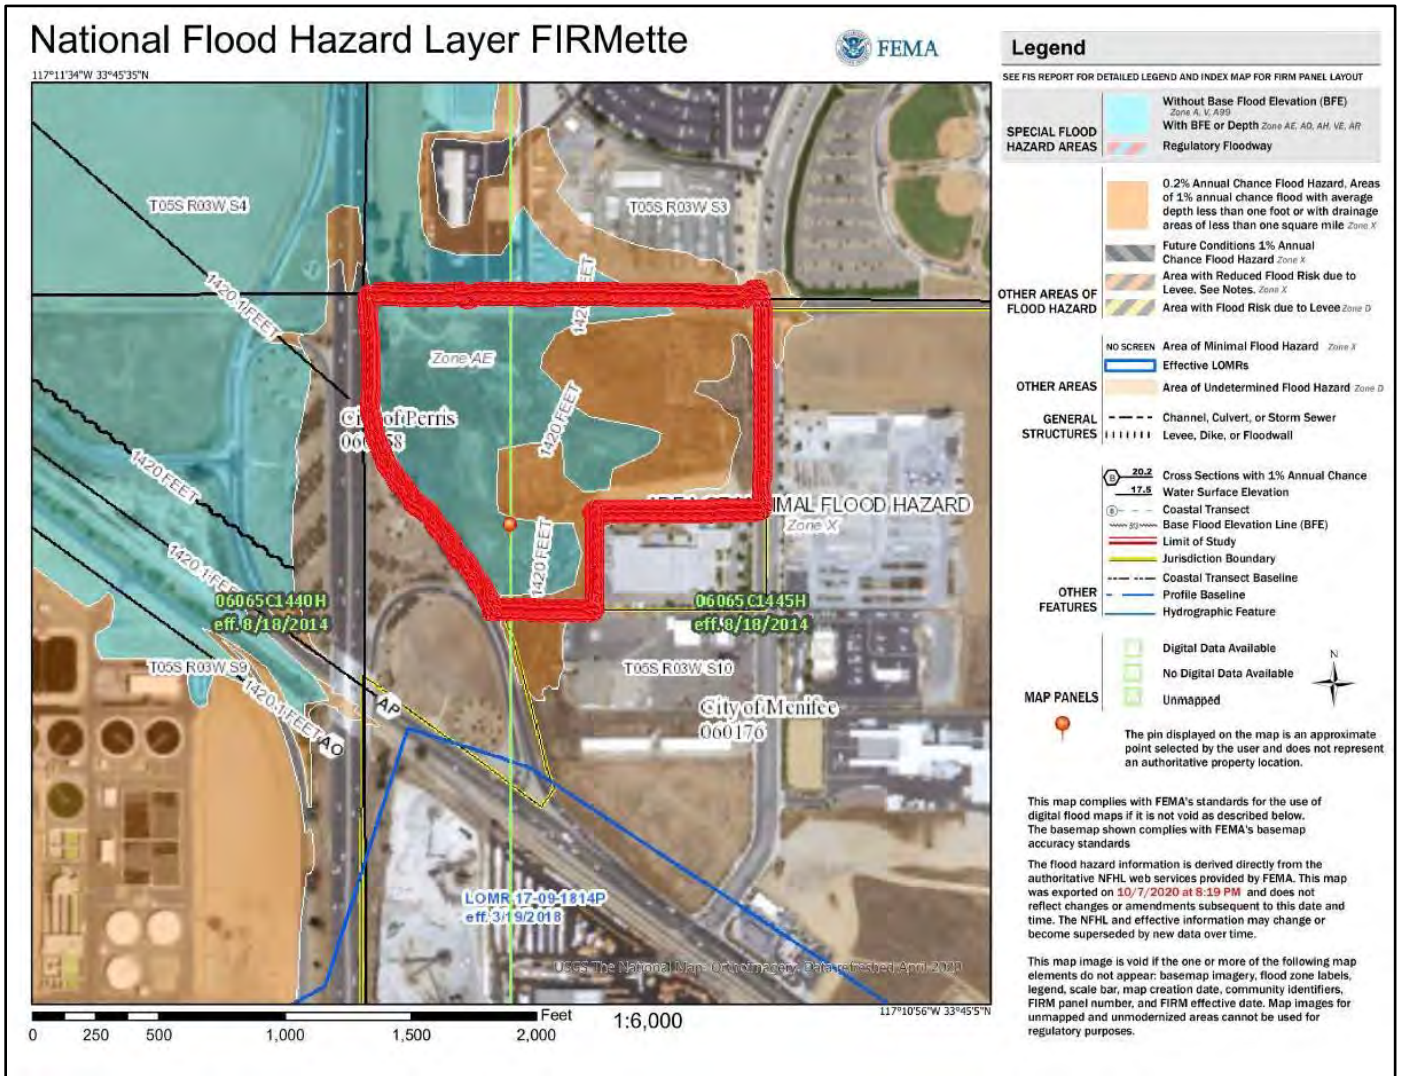 National Flood Hazard Layer FIRMette
FEMA
117°11'34"W 33°45'35"N
T05S R03W S4
T05S R03W S3
1420.1 FEET
Zone AE
1420 FEET
City of Perris
1420 FEET
MAL FLOOD HAZARD
Zone X
1420 FEET
1420 FEET
06065C1440H
eff. 8/18/2014
06065C1445H
eff. 8/18/2014
T05S R03W S9
T05S R03W S10
1420.1 FEET
AP
AO
City of Menifee
060176
LOMR 17-09-1814P
eff. 3/19/2018
USGS The National Map: Orthoimagery. Data refreshed April 2020
117°10'56"W 33°45'5"N
0 250 500 1,000 1,500 2,000 Feet
1:6,000
Legend
SEE FIS REPORT FOR DETAILED LEGEND AND INDEX MAP FOR FIRM PANEL LAYOUT
SPECIAL FLOOD
HAZARD AREAS
Without Base Flood Elevation (BFE)
Zone A, V, A99
With BFE or Depth Zone AE, AO, AH, VE, AR
Regulatory Floodway
OTHER AREAS OF
FLOOD HAZARD
0.2% Annual Chance Flood Hazard, Areas
of 1% annual chance flood with average
depth less than one foot or with drainage
areas of less than one square mile Zone X
Future Conditions 1% Annual
Chance Flood Hazard Zone X
Area with Reduced Flood Risk due to
Levee. See Notes. Zone X
Area with Flood Risk due to Levee Zone D
OTHER AREAS
NO SCREEN Area of Minimal Flood Hazard Zone X
Effective LOMRs
Area of Undetermined Flood Hazard Zone D
GENERAL
STRUCTURES
Channel, Culvert, or Storm Sewer
Levee, Dike, or Floodwall
OTHER
FEATURES
B 20.2 Cross Sections with 1% Annual Chance
17.5 Water Surface Elevation
Coastal Transect
Base Flood Elevation Line (BFE)
Limit of Study
Jurisdiction Boundary
Coastal Transect Baseline
Profile Baseline
Hydrographic Feature
MAP PANELS
Digital Data Available
No Digital Data Available
Unmapped
N
The pin displayed on the map is an approximate
point selected by the user and does not represent
an authoritative property location.
This map complies with FEMA's standards for the use of
digital flood maps if it is not void as described below.
The basemap shown complies with FEMA's basemap
accuracy standards
The flood hazard information is derived directly from the
authoritative NFHL web services provided by FEMA. This map
was exported on 10/7/2020 at 8:19 PM and does not
reflect changes or amendments subsequent to this date and
time. The NFHL and effective information may change or
become superseded by new data over time.
This map image is void if the one or more of the following map
elements do not appear: basemap imagery, flood zone labels,
legend, scale bar, map creation date, community identifiers,
FIRM panel number, and FIRM effective date. Map images for
unmapped and unmodernized areas cannot be used for
regulatory purposes.